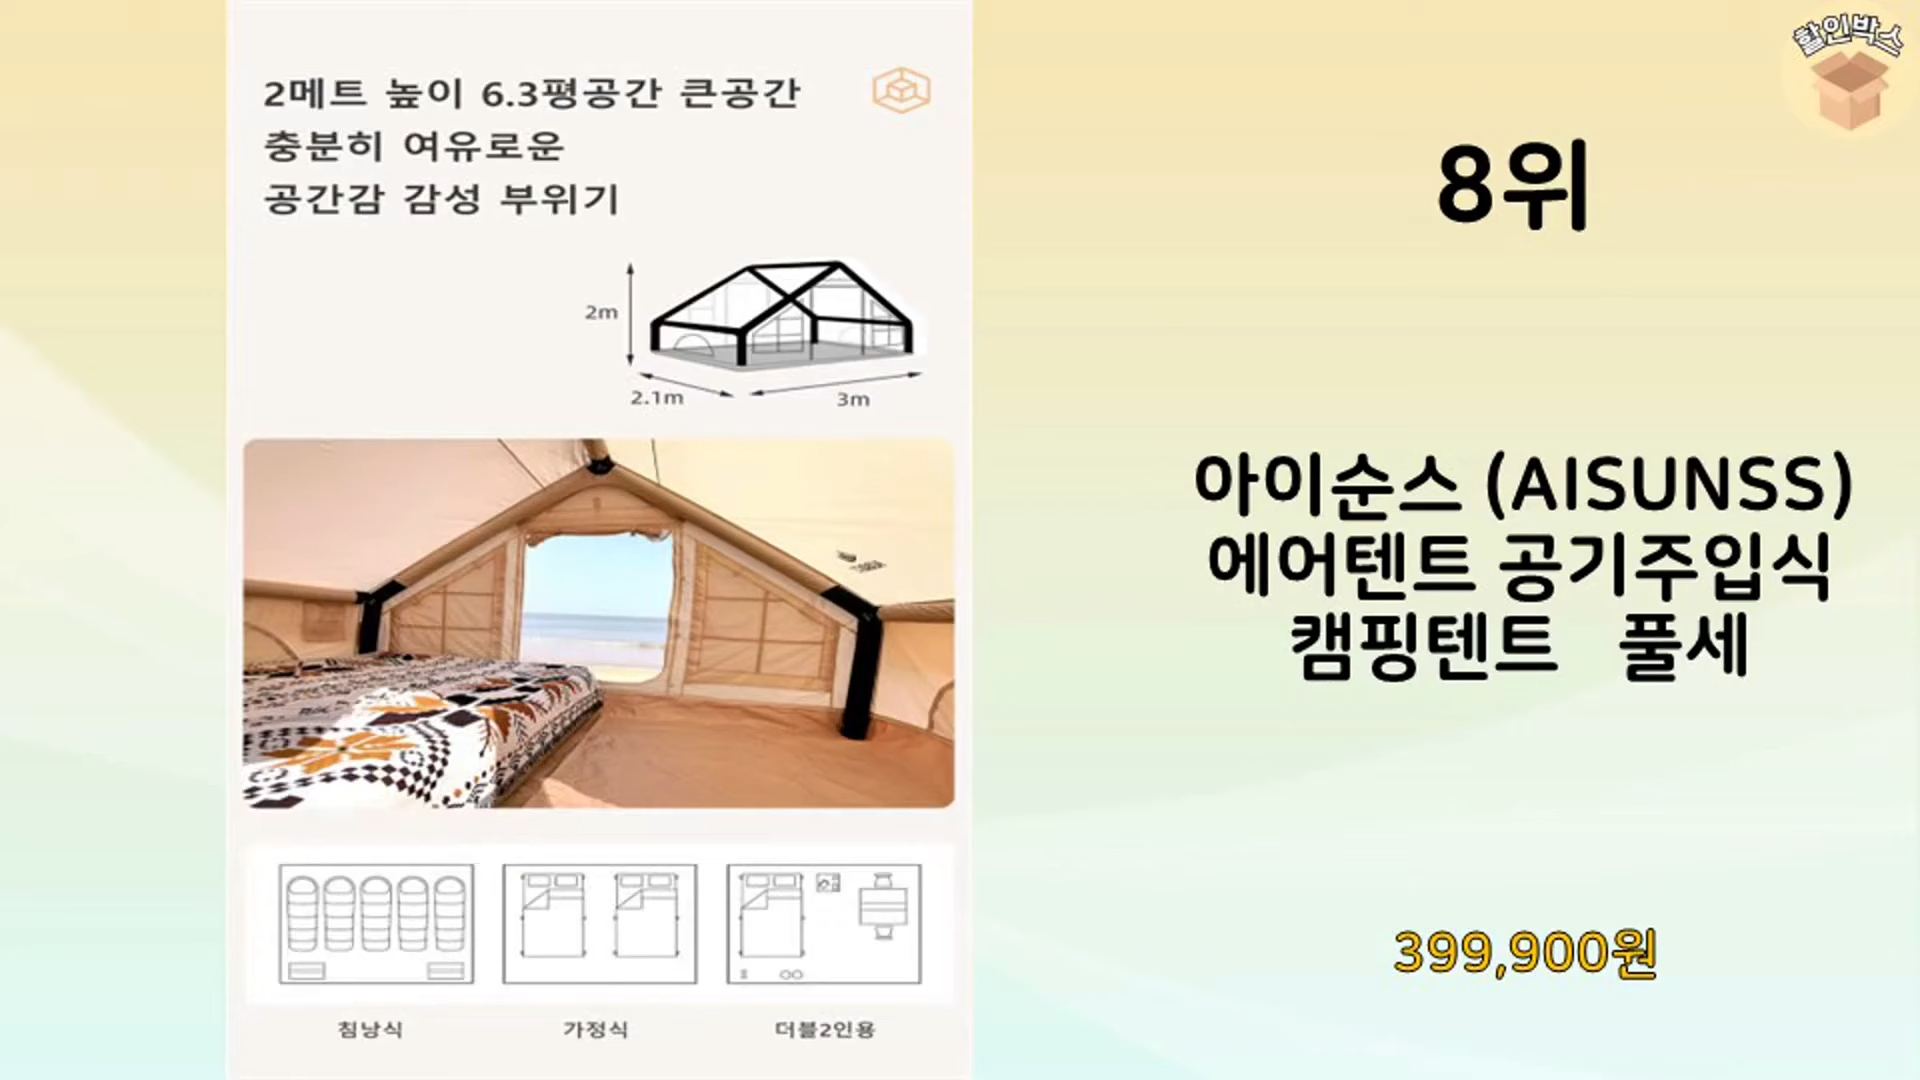 2메트 높이 6.3평공간 큰공간
충분히 여유로운
공간감 감성 부위기
2m
2.1m
3m
침낭식
가정식
더블2인용
할인박스
8위
아이순스 (AISUNSS)
에어텐트 공기주입식
캠핑텐트 풀세
399,900원